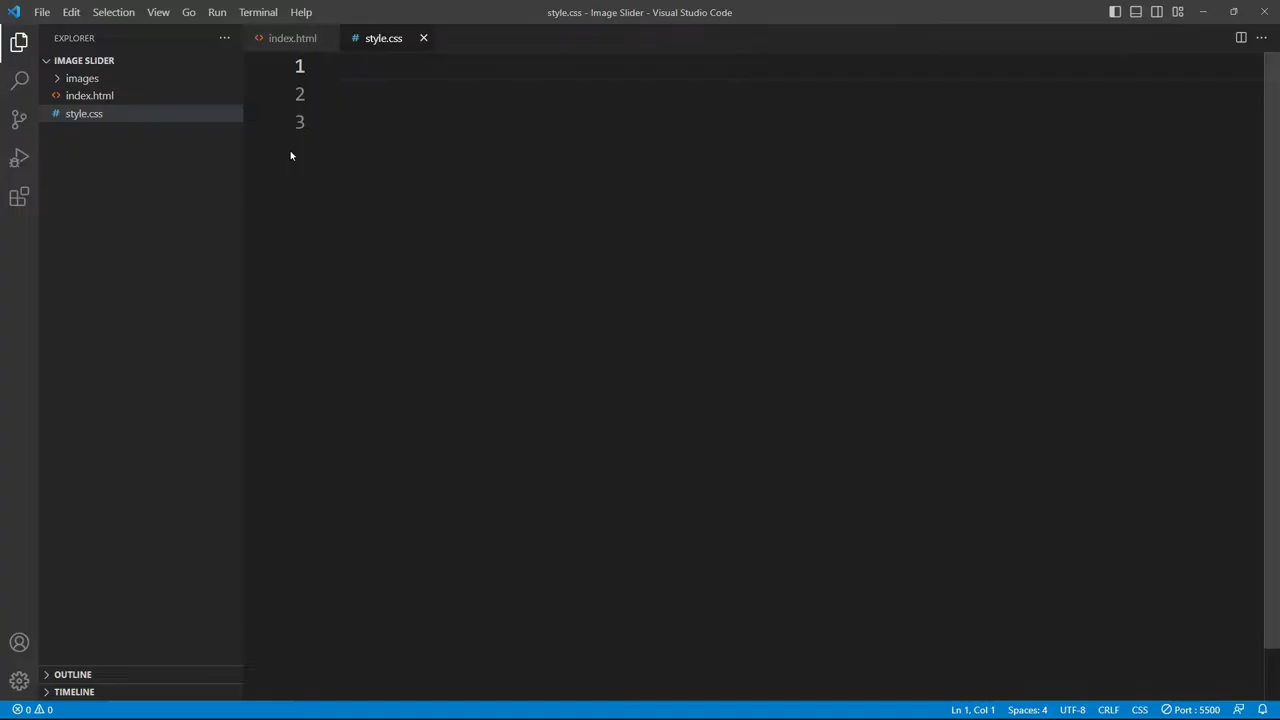 File Edit Selection View Go Run Terminal Help
style.css - Image Slider - Visual Studio Code
EXPLORER
IMAGE SLIDER
images
<> index.html
# style.css
OUTLINE
TIMELINE
<> index.html
# style.css
1
2
3
0 0
Ln 1, Col 1 Spaces: 4 UTF-8 CRLF CSS Port : 5500